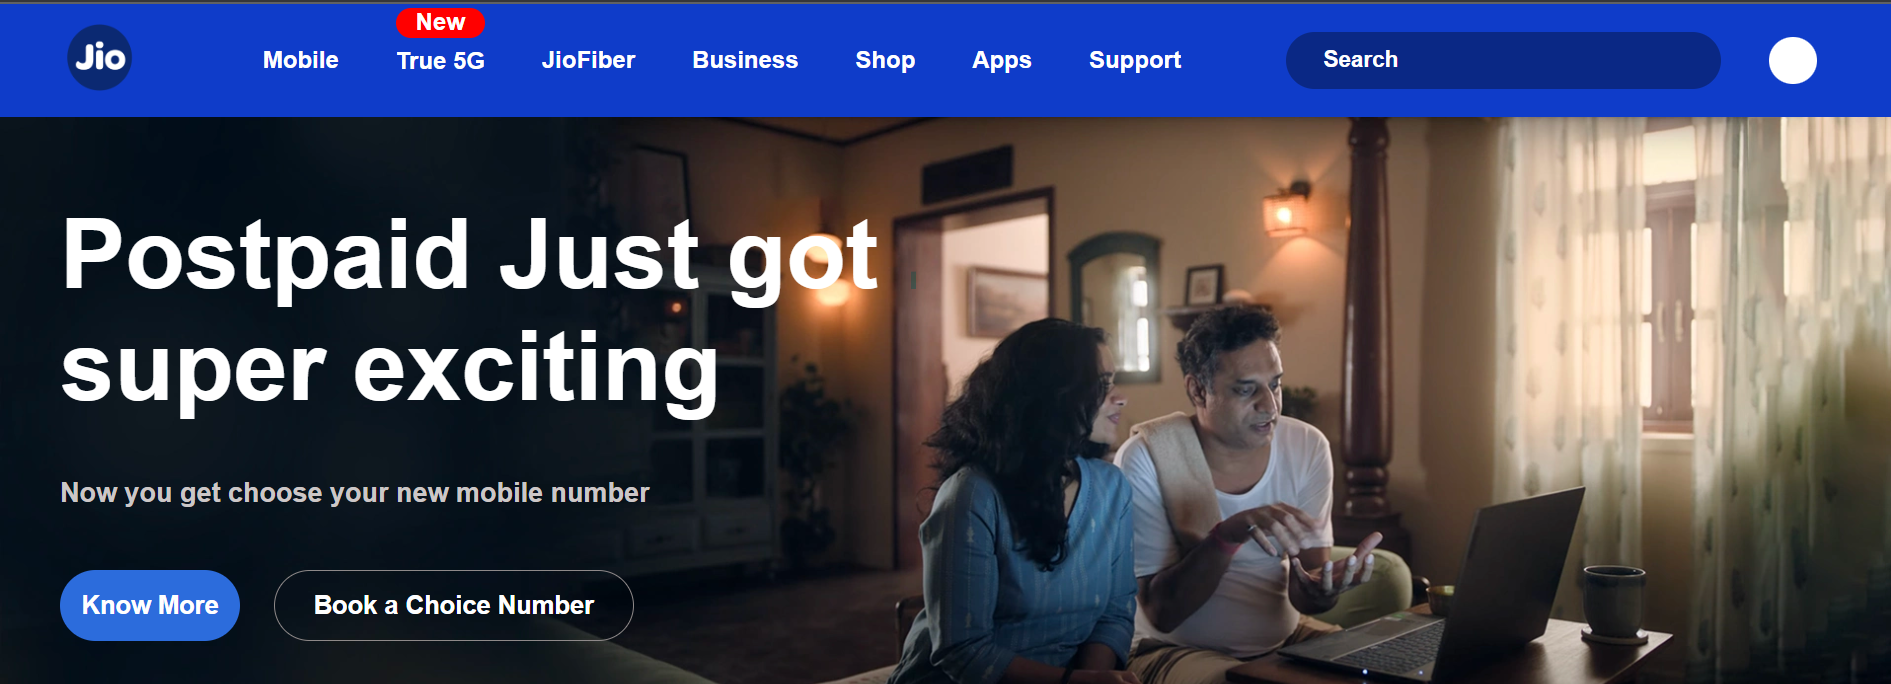 Jio
Mobile
New
True 5G
JioFiber
Business
Shop
Apps
Support
Search
Postpaid Just got
super exciting
Now you get choose your new mobile number
Know More
Book a Choice Number